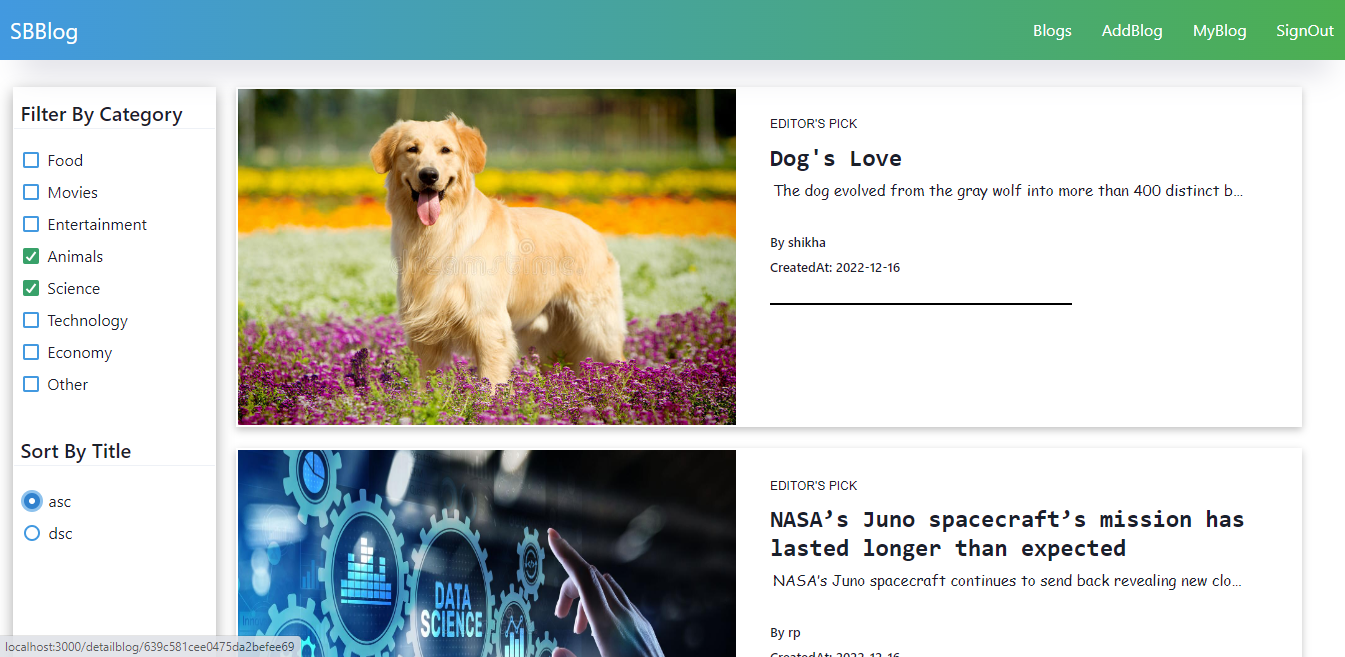 SBBlog
Blogs
AddBlog
MyBlog
SignOut
Filter By Category
Food
Movies
Entertainment
Animals
Science
Technology
Economy
Other
Sort By Title
asc
dsc
EDITOR'S PICK
Dog's Love
The dog evolved from the gray wolf into more than 400 distinct b...
By shikha
CreatedAt: 2022-12-16
DATA
SCIENCE
EDITOR'S PICK
NASA’s Juno spacecraft’s mission has
lasted longer than expected
NASA’s Juno spacecraft continues to send back revealing new clo...
By rp
CreatedAt: 2022-12-16
localhost:3000/detailblog/639c581cee0475da2befee69